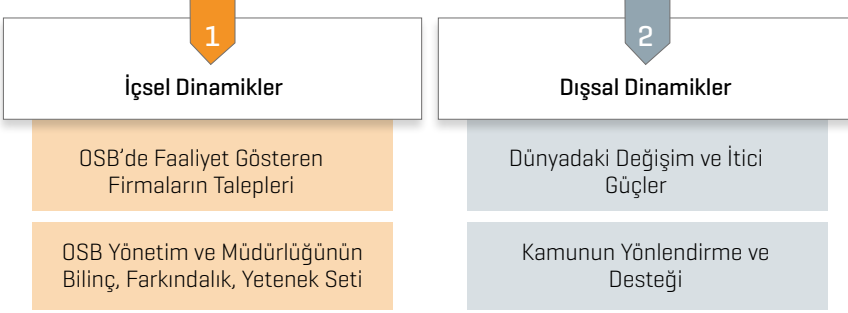 1
İçsel Dinamikler
OSB'de Faaliyet Gösteren
Firmaların Talepleri
OSB Yönetim ve Müdürlüğünün
Bilinç, Farkındalık, Yetenek Seti
2
Dışsal Dinamikler
Dünyadaki Değişim ve İtici
Güçler
Kamunun Yönlendirme ve
Desteği